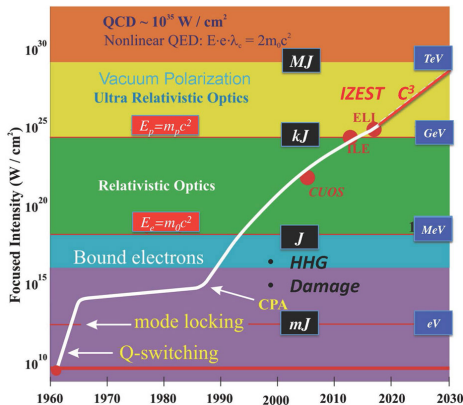 QCD ~ 10³⁵ W / cm²
Nonlinear QED: E·e·λc = 2m₀c²
10³⁰
MJ
TeV
Vacuum Polarization
IZEST C³
Ultra Relativistic Optics
ELI
10²⁵
Eₚ=mₚc²
kJ
GeV
ILE
Relativistic Optics
CUOS
10²⁰
Eₑ=m₀c²
J
1
MeV
Bound electrons
• HHG
10¹⁵
• Damage
CPA
mode locking
mJ
eV
Q-switching
10¹⁰
Focused Intensity (W / cm²)
1960 1970 1980 1990 2000 2010 2020 2030